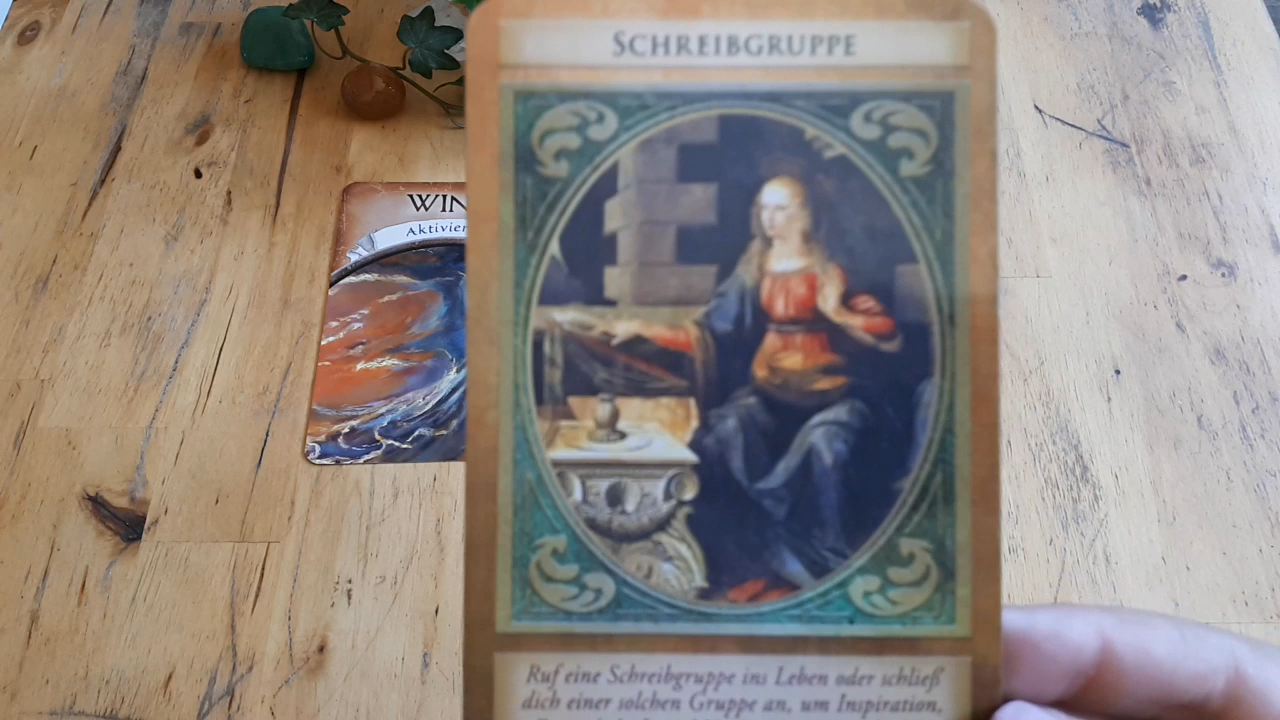 SCHREIBGRUPPE
WIN
Aktivier
Ruf eine Schreibgruppe ins Leben oder schließ
dich einer solchen Gruppe an, um Inspiration,